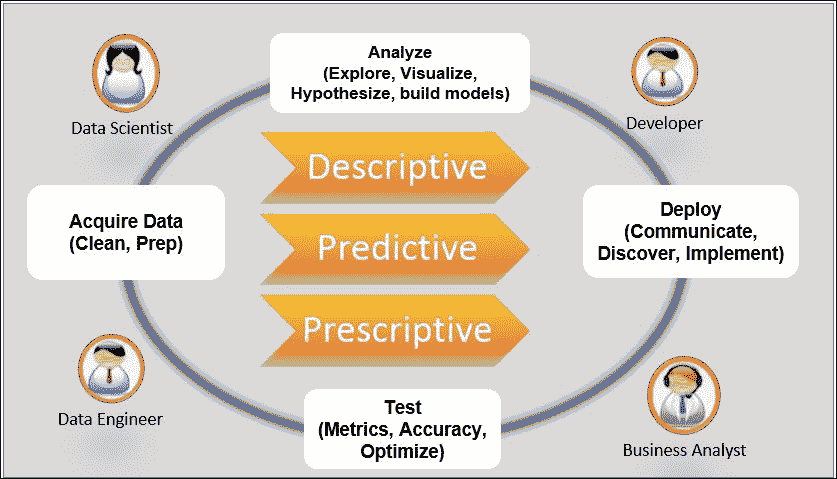 Analyze
(Explore, Visualize,
Hypothesize, build models)
Data Scientist
Developer
Descriptive
Acquire Data
(Clean, Prep)
Predictive
Deploy
(Communicate,
Discover, Implement)
Prescriptive
Data Engineer
Test
(Metrics, Accuracy,
Optimize)
Business Analyst